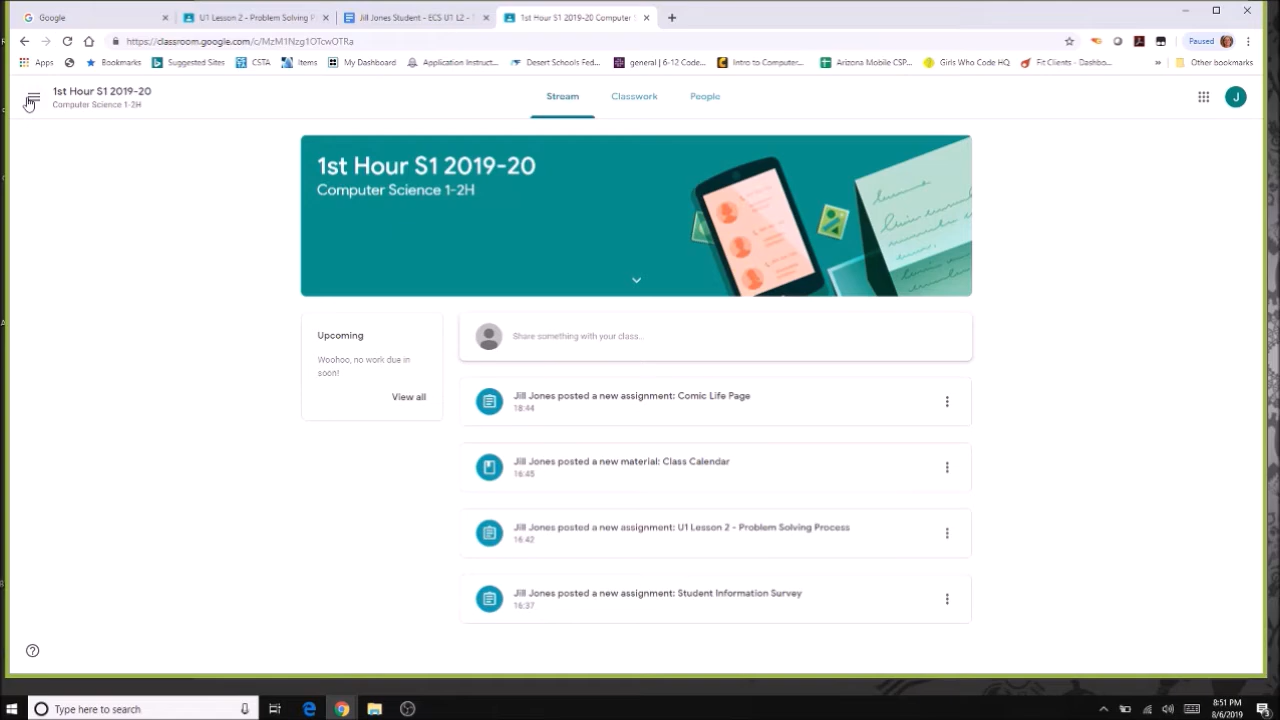 Google
U1 Lesson 2 - Problem Solving P
Jill Jones Student - ECS U1 L2 -
1st Hour S1 2019-20 Computer S
https://classroom.google.com/c/MzM1Nzg1OTcwOTRa
Paused
Apps
Bookmarks
Suggested Sites
CSTA
Items
My Dashboard
Application Instruct...
Desert Schools Fed...
general | 6-12 Code...
Intro to Computer...
Arizona Mobile CSP...
Girls Who Code HQ
Fit Clients - Dashbo...
»
Other bookmarks
1st Hour S1 2019-20
Computer Science 1-2H
Stream
Classwork
People
J
1st Hour S1 2019-20
Computer Science 1-2H
Upcoming
Woohoo, no work due in
soon!
View all
Share something with your class...
Jill Jones posted a new assignment: Comic Life Page
18:44
Jill Jones posted a new material: Class Calendar
16:45
Jill Jones posted a new assignment: U1 Lesson 2 - Problem Solving Process
16:42
Jill Jones posted a new assignment: Student Information Survey
16:37
Type here to search
8:51 PM
8/6/2019